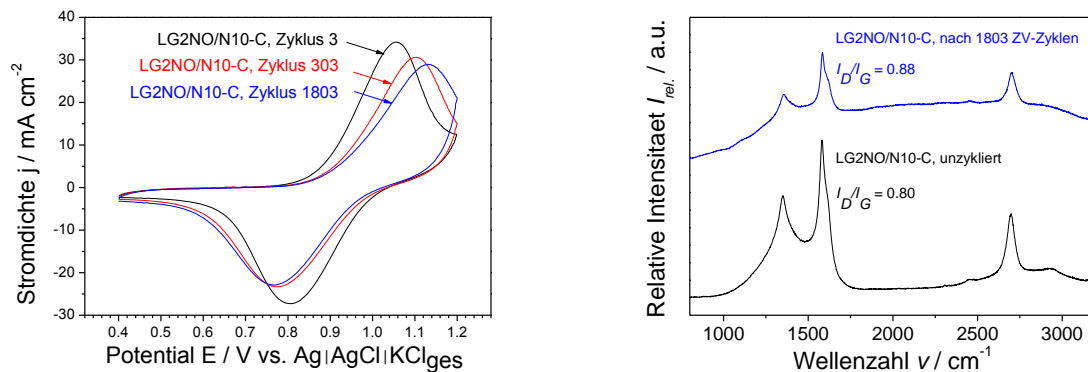 40
30
20
10
0
-10
-20
-30
Stromdichte j / mA cm-2
LG2NO/N10-C, Zyklus 3
LG2NO/N10-C, Zyklus 303
LG2NO/N10-C, Zyklus 1803
0.4 0.5 0.6 0.7 0.8 0.9 1.0 1.1 1.2
Potential E / V vs. Ag|AgCl|KClges
Relative Intensitaet Irel. / a.u.
LG2NO/N10-C, nach 1803 ZV-Zyklen
ID/IG = 0.88
LG2NO/N10-C, unzykliert
ID/IG = 0.80
1000 1500 2000 2500 3000
Wellenzahl ν / cm-1